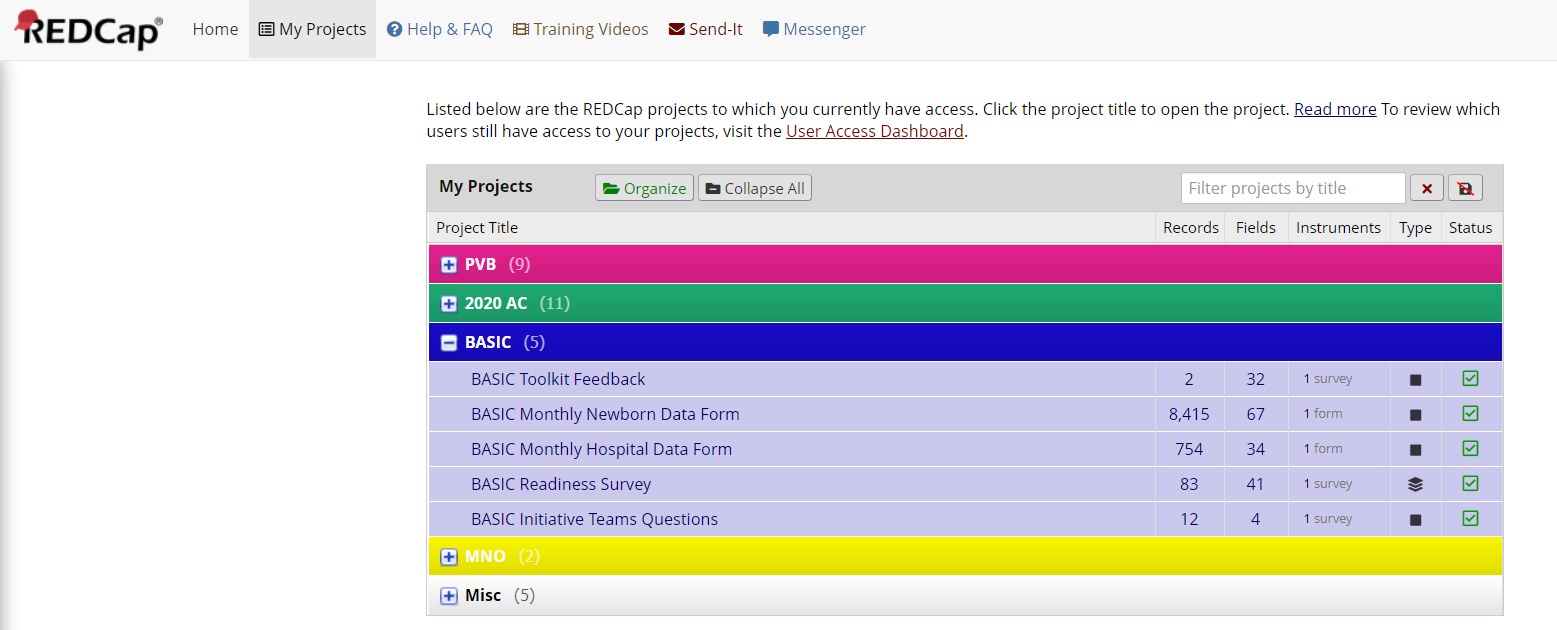 REDCap® Home My Projects Help & FAQ Training Videos Send-It Messenger
Listed below are the REDCap projects to which you currently have access. Click the project title to open the project. Read more To review which
users still have access to your projects, visit the User Access Dashboard.
My Projects Organize Collapse All Filter projects by title
Project Title Records Fields Instruments Type Status
PVB (9)
2020 AC (11)
BASIC (5)
BASIC Toolkit Feedback 2 32 1 survey
BASIC Monthly Newborn Data Form 8,415 67 1 form
BASIC Monthly Hospital Data Form 754 34 1 form
BASIC Readiness Survey 83 41 1 survey
BASIC Initiative Teams Questions 12 4 1 survey
MNO (2)
Misc (5)